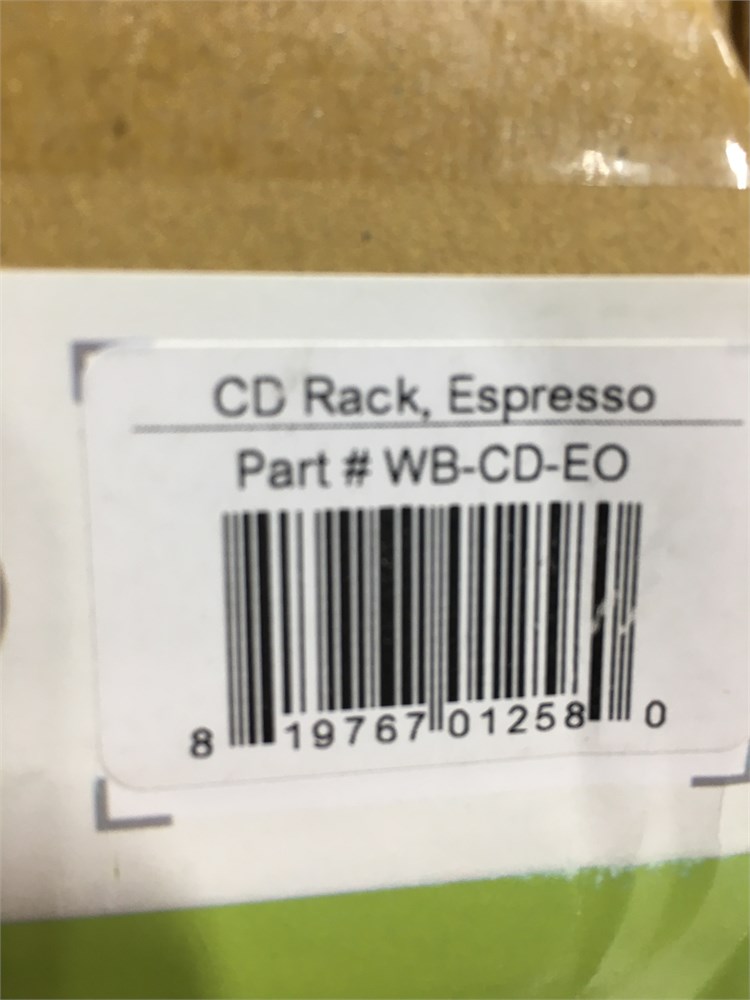 CD Rack, Espresso
Part # WB-CD-EO
8 19767 01258 0